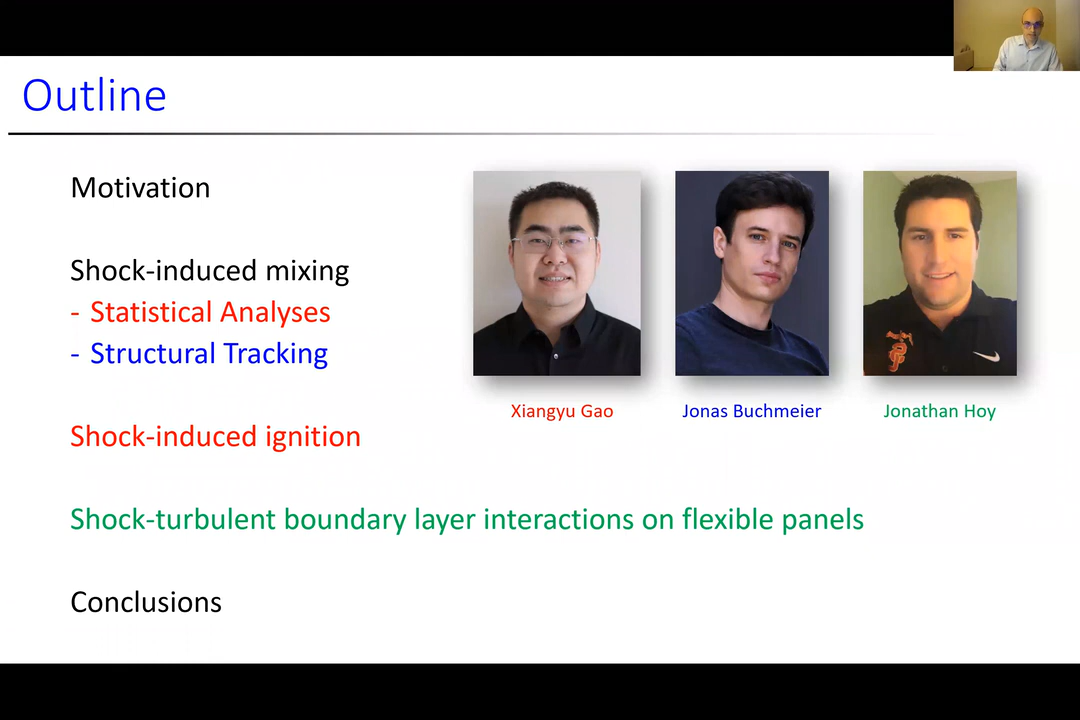 Outline
Motivation
Shock-induced mixing
- Statistical Analyses
- Structural Tracking
Shock-induced ignition
Shock-turbulent boundary layer interactions on flexible panels
Conclusions
Xiangyu Gao
Jonas Buchmeier
Jonathan Hoy